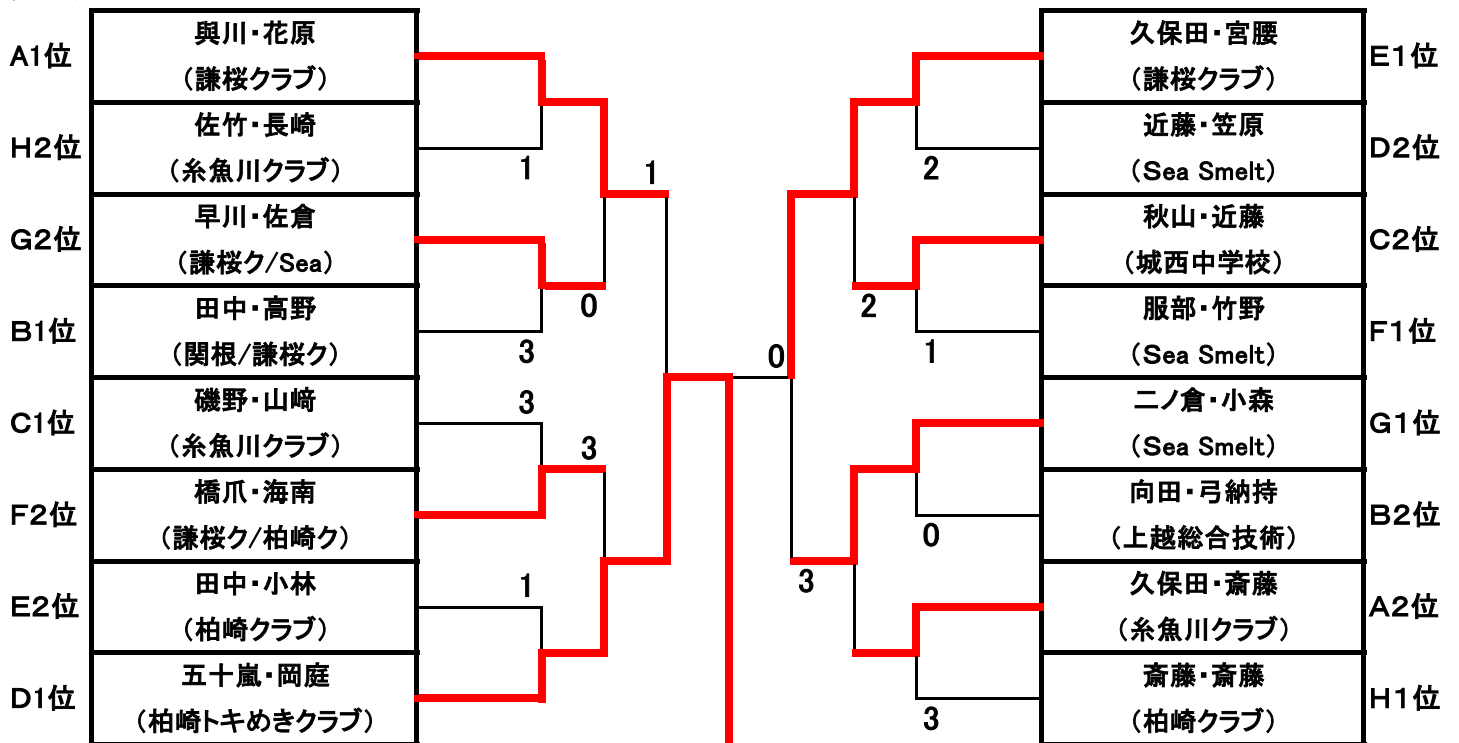 A1位
與川・花原
(謙桜クラブ)
H2位
佐竹・長崎
(糸魚川クラブ)
1
G2位
早川・佐倉
(謙桜ク/Sea)
1
B1位
田中・高野
(関根/謙桜ク)
0
3
C1位
磯野・山﨑
(糸魚川クラブ)
3
F2位
橋爪・海南
(謙桜ク/柏崎ク)
3
E2位
田中・小林
(柏崎クラブ)
1
D1位
五十嵐・岡庭
(柏崎トキめきクラブ)
0
久保田・宮腰
(謙桜クラブ)
E1位
近藤・笠原
(Sea Smelt)
D2位
2
秋山・近藤
(城西中学校)
C2位
2
服部・竹野
(Sea Smelt)
F1位
1
二ノ倉・小森
(Sea Smelt)
G1位
向田・弓納持
(上越総合技術)
B2位
0
3
久保田・斎藤
(糸魚川クラブ)
A2位
斎藤・斎藤
(柏崎クラブ)
H1位
3